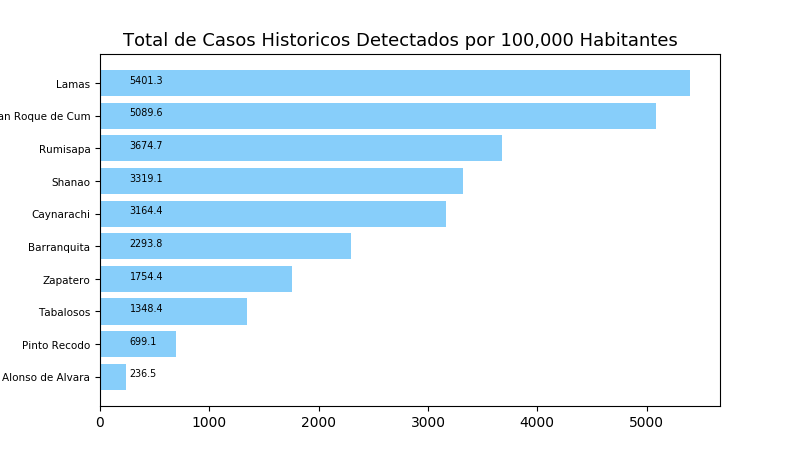 Total de Casos Historicos Detectados por 100,000 Habitantes
Lamas 5401.3
an Roque de Cum 5089.6
Rumisapa 3674.7
Shanao 3319.1
Caynarachi 3164.4
Barranquita 2293.8
Zapatero 1754.4
Tabalosos 1348.4
Pinto Recodo 699.1
Alonso de Alvara 236.5
0 1000 2000 3000 4000 5000